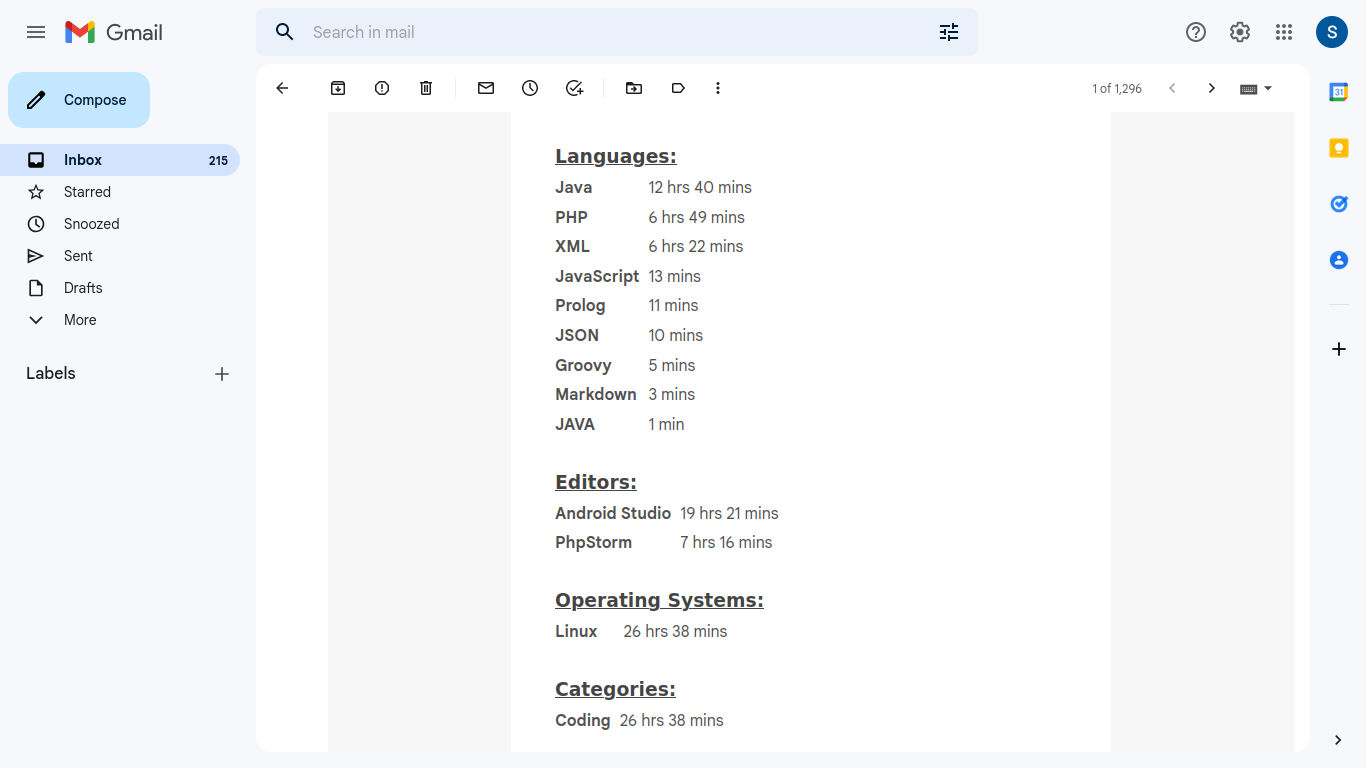 Gmail
Search in mail
S
Compose
1 of 1,296
Inbox 215
Starred
Snoozed
Sent
Drafts
More
Labels
Languages:
Java 12 hrs 40 mins
PHP 6 hrs 49 mins
XML 6 hrs 22 mins
JavaScript 13 mins
Prolog 11 mins
JSON 10 mins
Groovy 5 mins
Markdown 3 mins
JAVA 1 min
Editors:
Android Studio 19 hrs 21 mins
PhpStorm 7 hrs 16 mins
Operating Systems:
Linux 26 hrs 38 mins
Categories:
Coding 26 hrs 38 mins
31